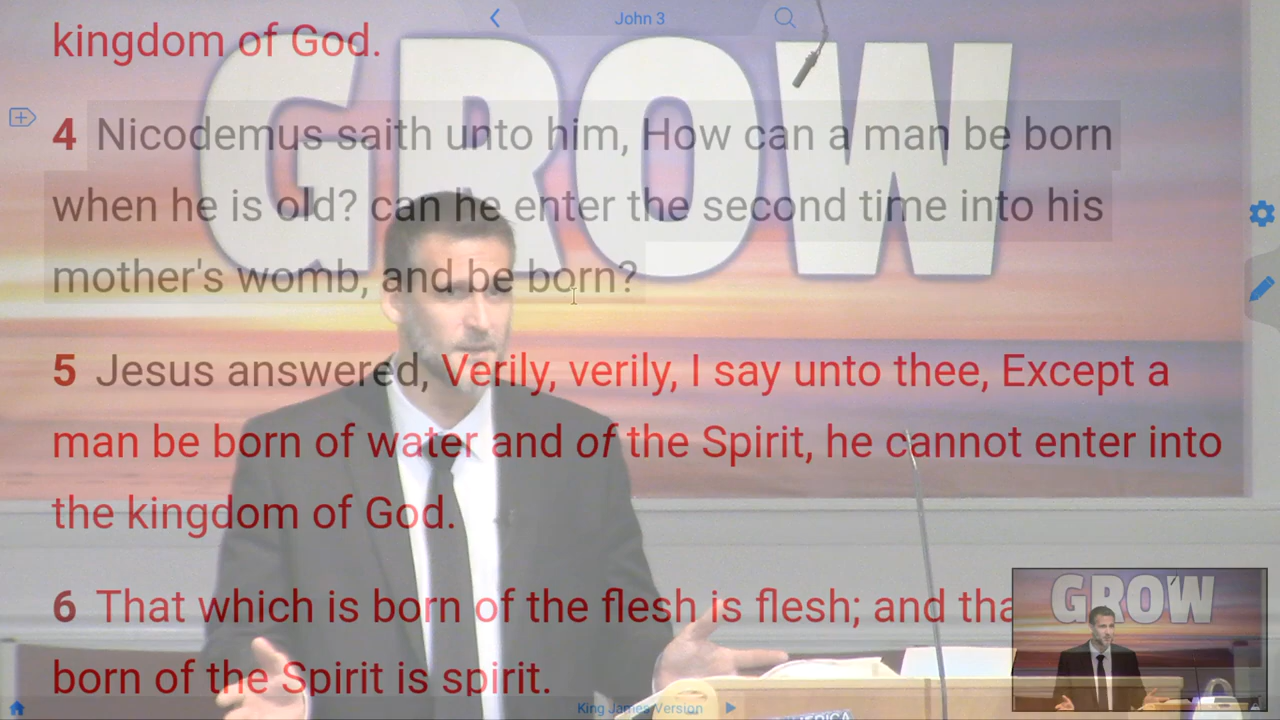 John 3
kingdom of God.
GROW
4 Nicodemus saith unto him, How can a man be born
when he is old? can he enter the second time into his
mother's womb, and be born?
5 Jesus answered, Verily, verily, I say unto thee, Except a
man be born of water and of the Spirit, he cannot enter into
the kingdom of God.
6 That which is born of the flesh is flesh; and tha
born of the Spirit is spirit.
GROW
King James Version
AMERICA